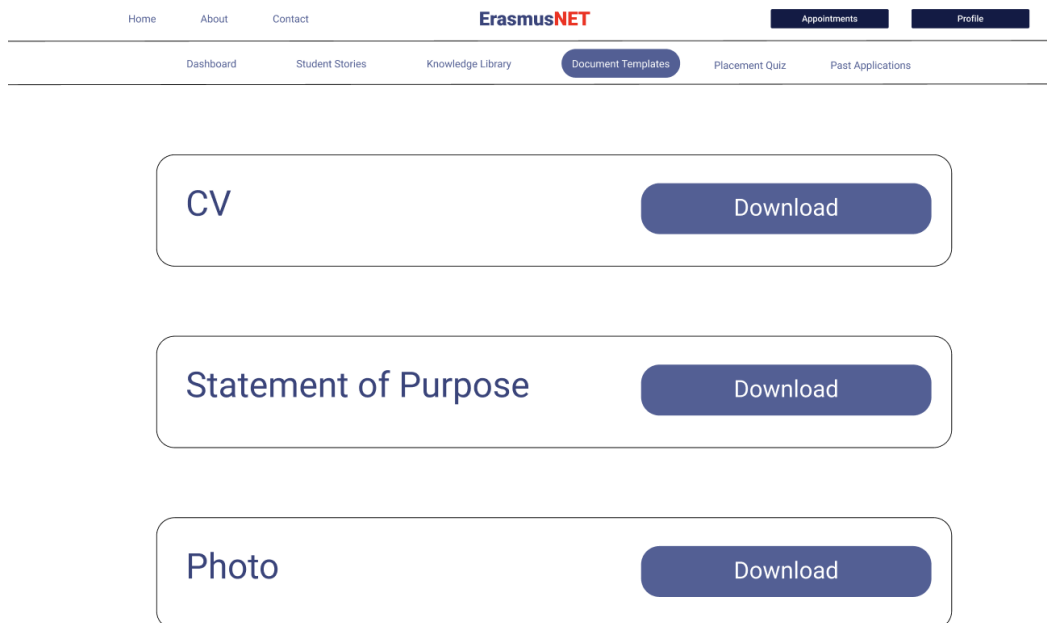 Home About Contact ErasmusNET Appointments Profile
Dashboard Student Stories Knowledge Library Document Templates Placement Quiz Past Applications
CV Download
Statement of Purpose Download
Photo Download